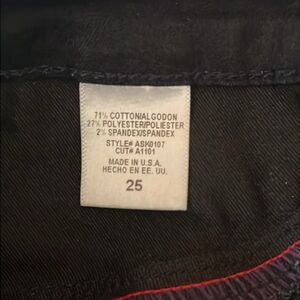 71% COTTON/ALGODON
27% POLYESTER/POLIESTER
2% SPANDEX/SPANDEX
STYLE# ASK0107
CUT# A1101
MADE IN U.S.A.
HECHO EN EE. UU.
25